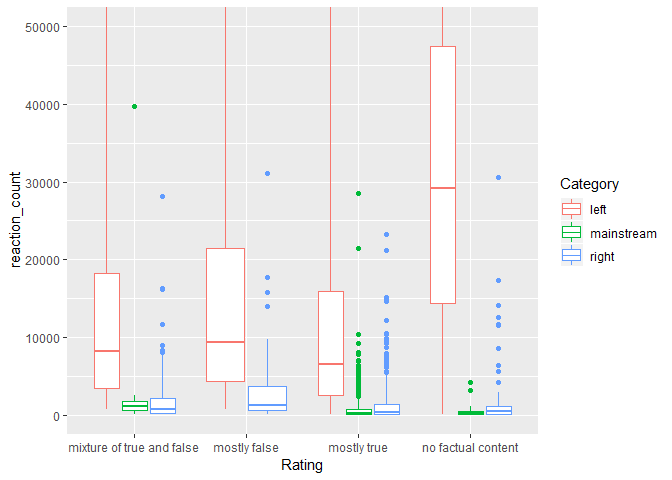 50000
40000
30000
20000
10000
0
reaction_count
mixture of true and false
mostly false
mostly true
no factual content
Rating
Category
left
mainstream
right